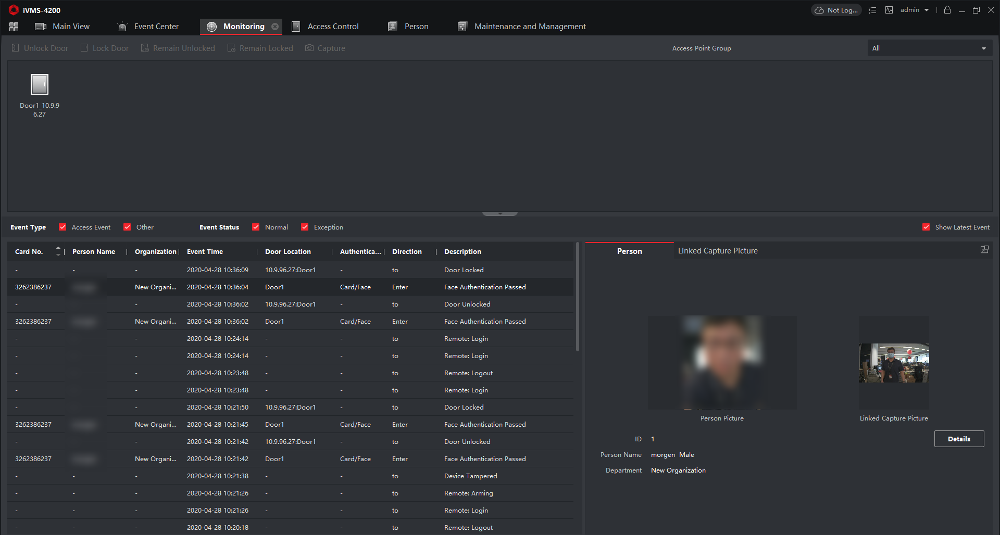 iVMS-4200
Not Log...
admin
Main View
Event Center
Monitoring
Access Control
Person
Maintenance and Management
Unlock Door
Lock Door
Remain Unlocked
Remain Locked
Capture
Access Point Group
All
Door1_10.9.9
6.27
Event Type Access Event Other Event Status Normal Exception Show Latest Event
Card No. Person Name Organization Event Time Door Location Authentica... Direction Description
- - - 2020-04-28 10:36:09 10.9.96.27:Door1 - to Door Locked
3262386237 New Organi... 2020-04-28 10:36:04 Door1 Card/Face Enter Face Authentication Passed
- - 2020-04-28 10:36:02 10.9.96.27:Door1 - to Door Unlocked
3262386237 New Organi... 2020-04-28 10:36:02 Door1 Card/Face Enter Face Authentication Passed
- - 2020-04-28 10:24:14 - - to Remote: Login
- - 2020-04-28 10:24:14 - - to Remote: Login
- - 2020-04-28 10:23:48 - - to Remote: Logout
- - 2020-04-28 10:23:48 - - to Remote: Login
- - 2020-04-28 10:21:50 10.9.96.27:Door1 - to Door Locked
3262386237 New Organi... 2020-04-28 10:21:45 Door1 Card/Face Enter Face Authentication Passed
- - 2020-04-28 10:21:42 10.9.96.27:Door1 - to Door Unlocked
3262386237 New Organi... 2020-04-28 10:21:42 Door1 Card/Face Enter Face Authentication Passed
- - - 2020-04-28 10:21:38 - - to Device Tampered
- - - 2020-04-28 10:21:26 - - to Remote: Arming
- - - 2020-04-28 10:21:26 - - to Remote: Login
- - - 2020-04-28 10:20:18 - - to Remote: Logout
Person
Linked Capture Picture
Person Picture
Linked Capture Picture
ID 1
Details
Person Name morgen Male
Department New Organization